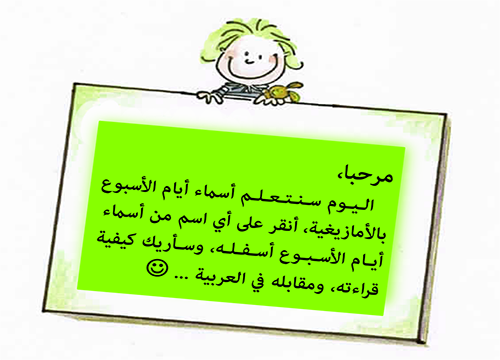 مرحبا،
اليوم سنتعلم أسماء أيام الأسبوع
بالأمازيغية، أنقر على أي اسم من أسماء
أيام الأسبوع أسفله، وسأريك كيفية
قراءته، ومقابله في العربية ... ☺